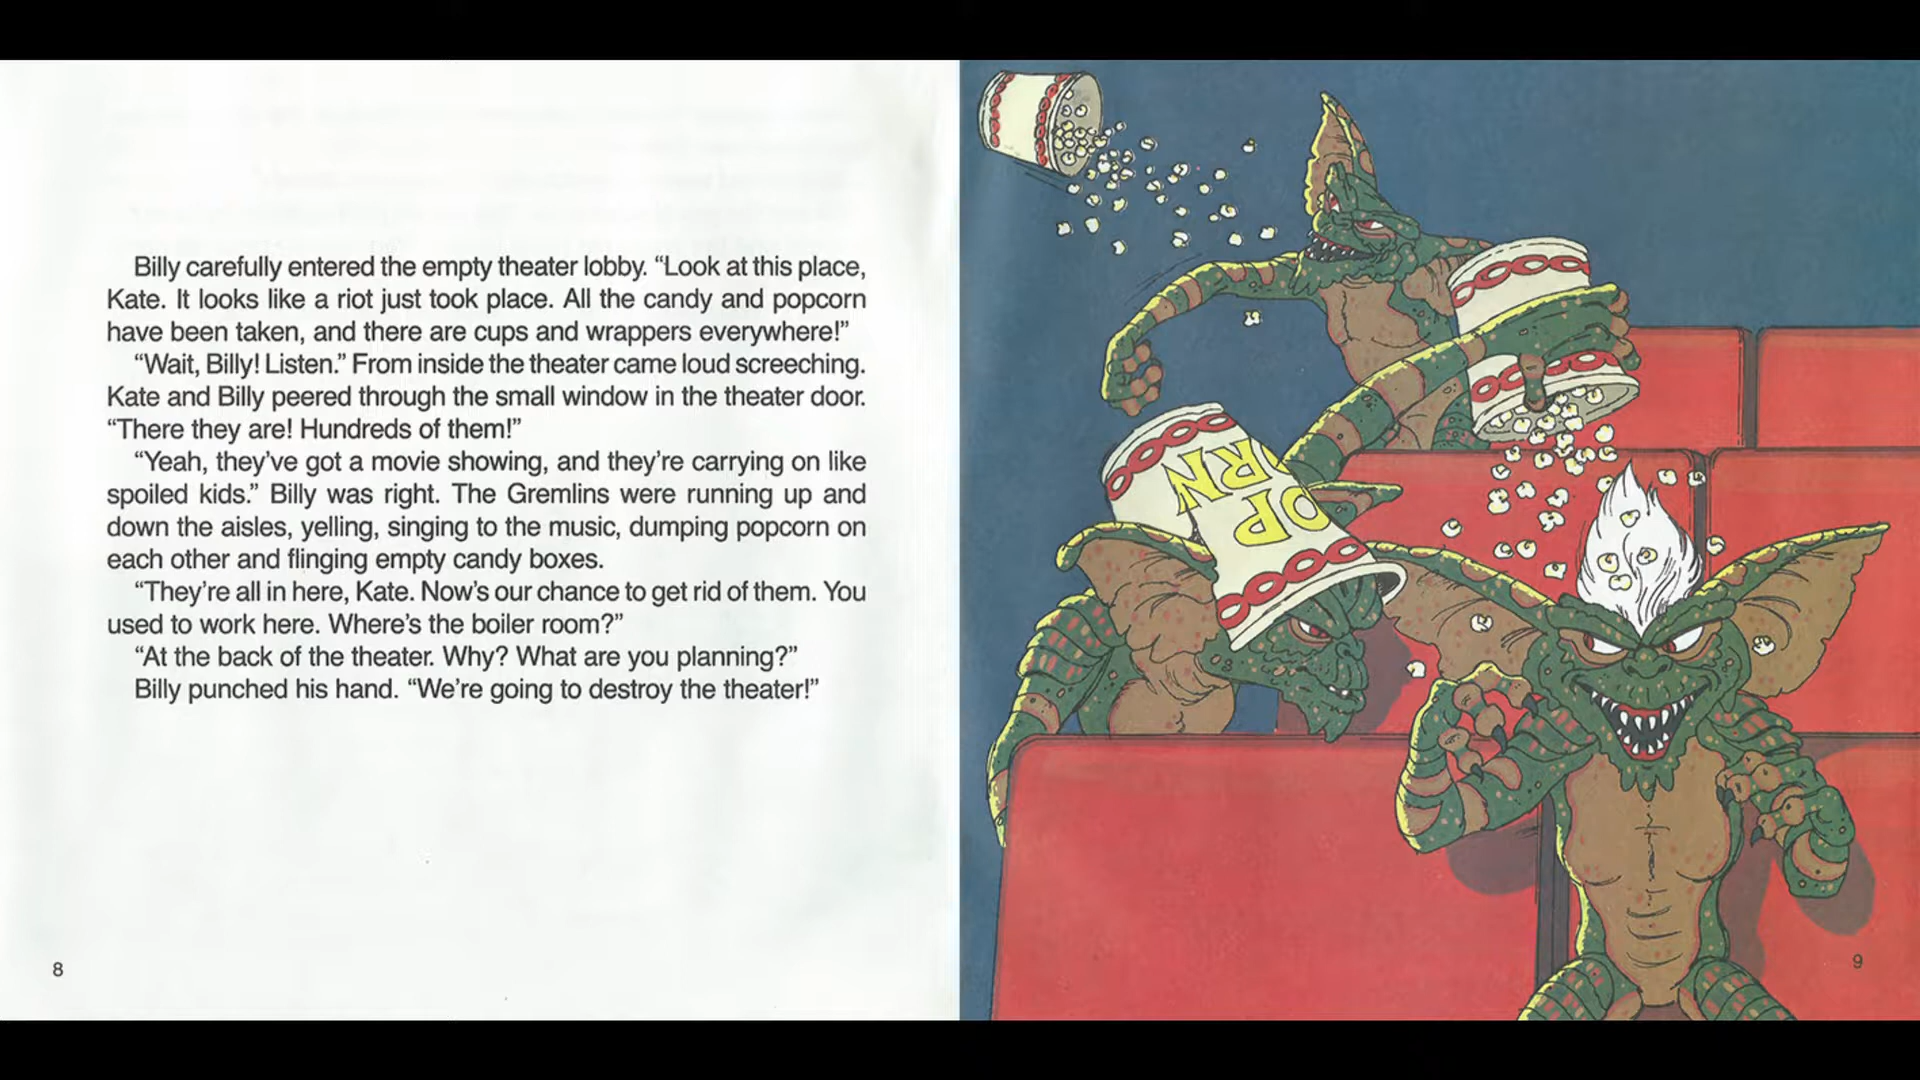 Billy carefully entered the empty theater lobby. “Look at this place,
Kate. It looks like a riot just took place. All the candy and popcorn
have been taken, and there are cups and wrappers everywhere!”
“Wait, Billy! Listen.” From inside the theater came loud screeching.
Kate and Billy peered through the small window in the theater door.
“There they are! Hundreds of them!”
“Yeah, they’ve got a movie showing, and they’re carrying on like
spoiled kids.” Billy was right. The Gremlins were running up and
down the aisles, yelling, singing to the music, dumping popcorn on
each other and flinging empty candy boxes.
“They’re all in here, Kate. Now’s our chance to get rid of them. You
used to work here. Where’s the boiler room?”
“At the back of the theater. Why? What are you planning?”
Billy punched his hand. “We’re going to destroy the theater!”
8
OP
RN
9